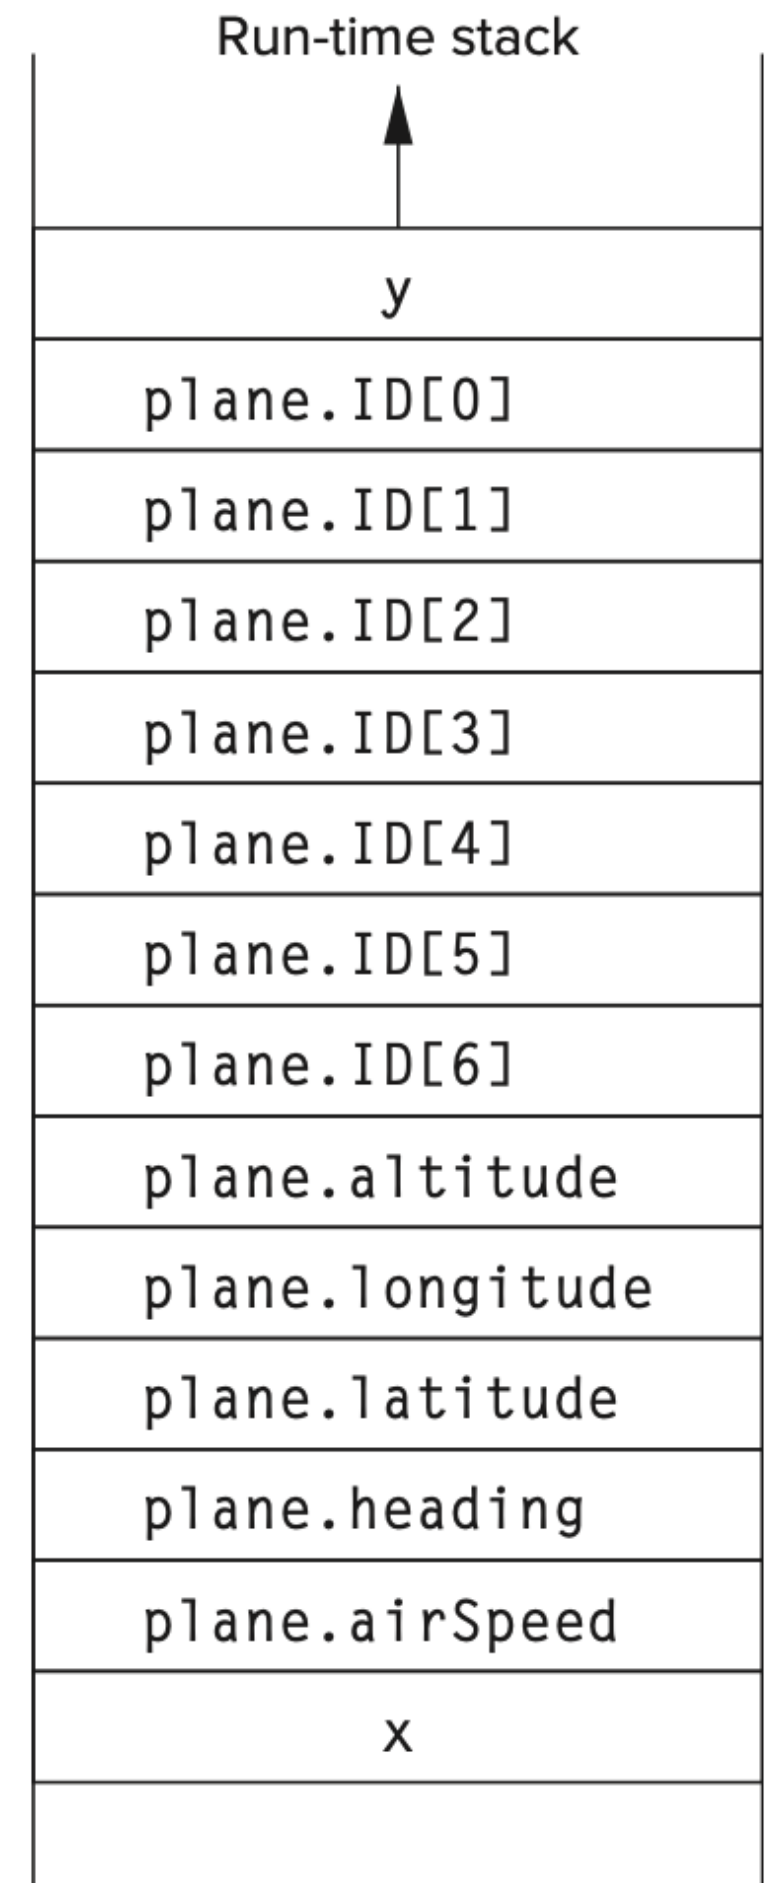 Run-time stack
y
plane.ID[0]
plane.ID[1]
plane.ID[2]
plane.ID[3]
plane.ID[4]
plane.ID[5]
plane.ID[6]
plane.altitude
plane.longitude
plane.latitude
plane.heading
plane.airSpeed
x